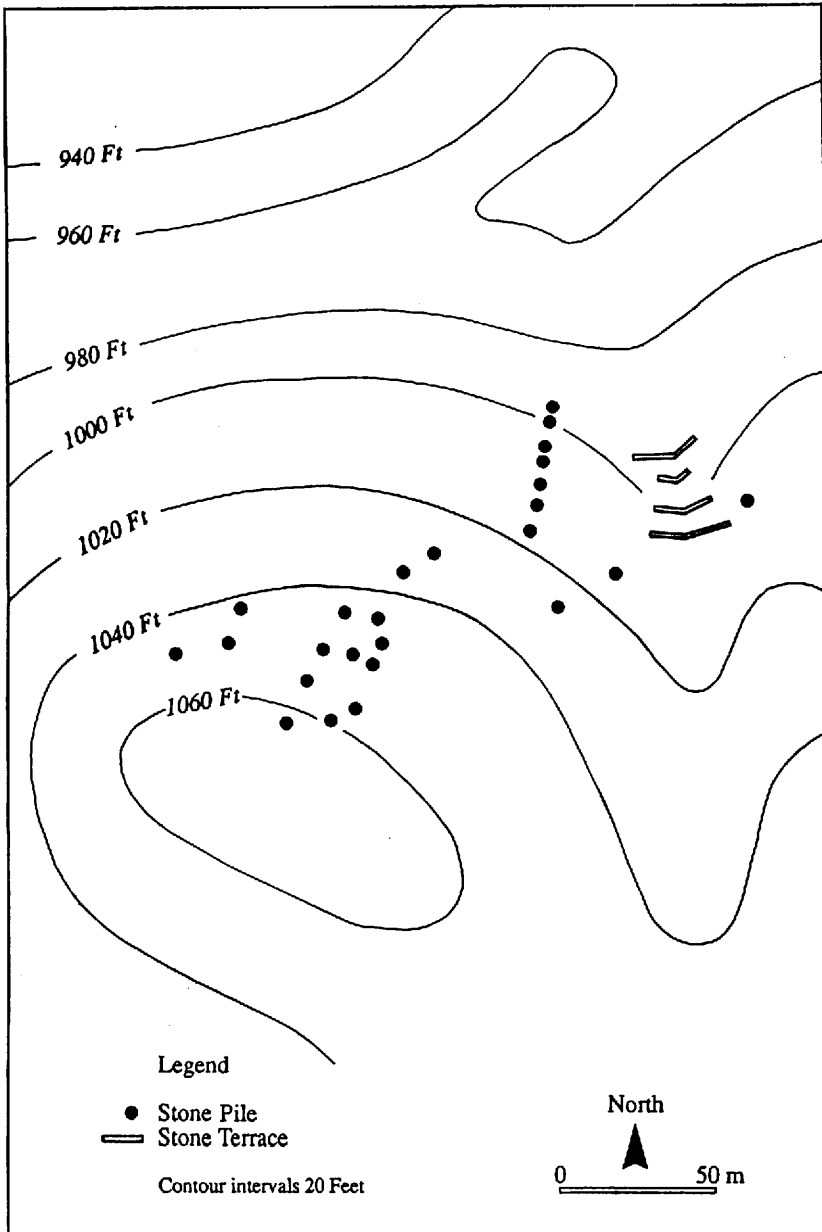 940 Ft
960 Ft
980 Ft
1000 Ft
1020 Ft
1040 Ft
1060 Ft
Legend
Stone Pile
Stone Terrace
Contour intervals 20 Feet
North
0 50 m